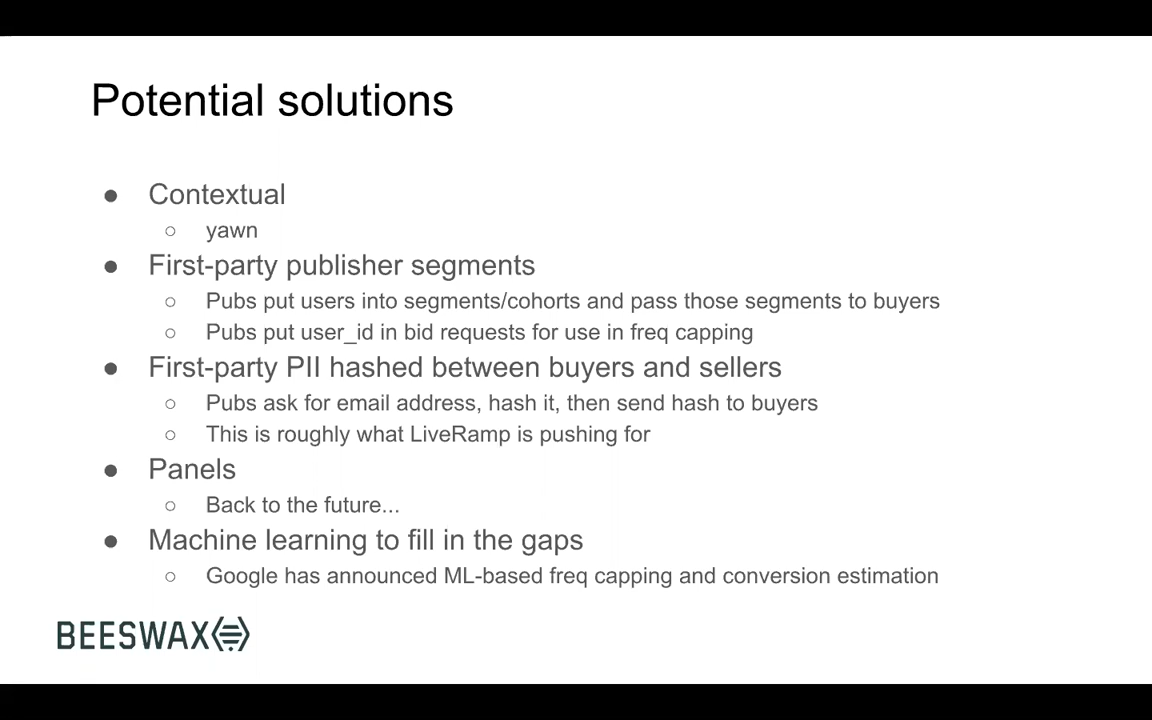 Potential solutions
● Contextual
○ yawn
● First-party publisher segments
○ Pubs put users into segments/cohorts and pass those segments to buyers
○ Pubs put user_id in bid requests for use in freq capping
● First-party PII hashed between buyers and sellers
○ Pubs ask for email address, hash it, then send hash to buyers
○ This is roughly what LiveRamp is pushing for
● Panels
○ Back to the future...
● Machine learning to fill in the gaps
○ Google has announced ML-based freq capping and conversion estimation
BEESWAX